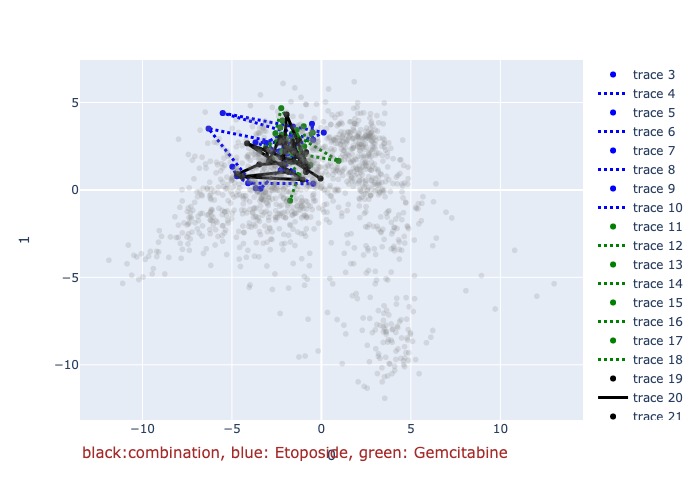 5
0
−5
−10
1
−10
−5
0
5
10
0
black:combination, blue: Etoposide, green: Gemcitabine
trace 3
trace 4
trace 5
trace 6
trace 7
trace 8
trace 9
trace 10
trace 11
trace 12
trace 13
trace 14
trace 15
trace 16
trace 17
trace 18
trace 19
trace 20
trace 21